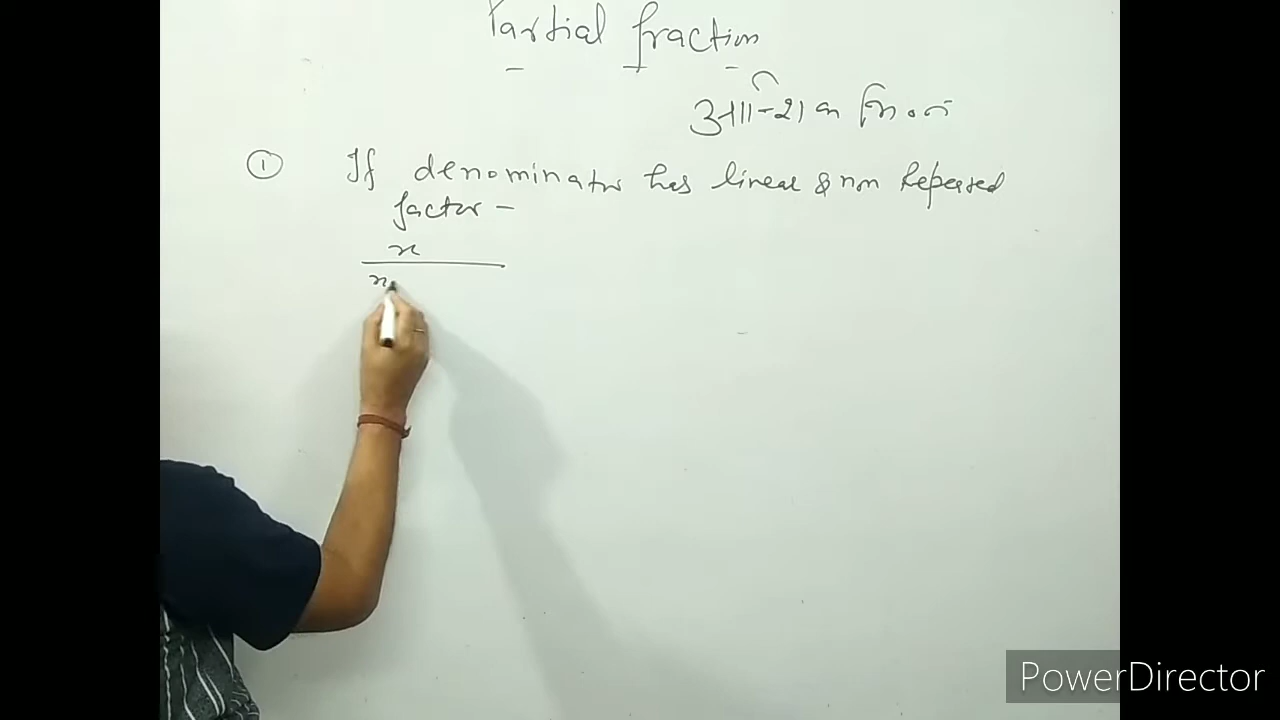 Partial fraction
① If denominator has linear & non Repeated
factor -
x
x
PowerDirector